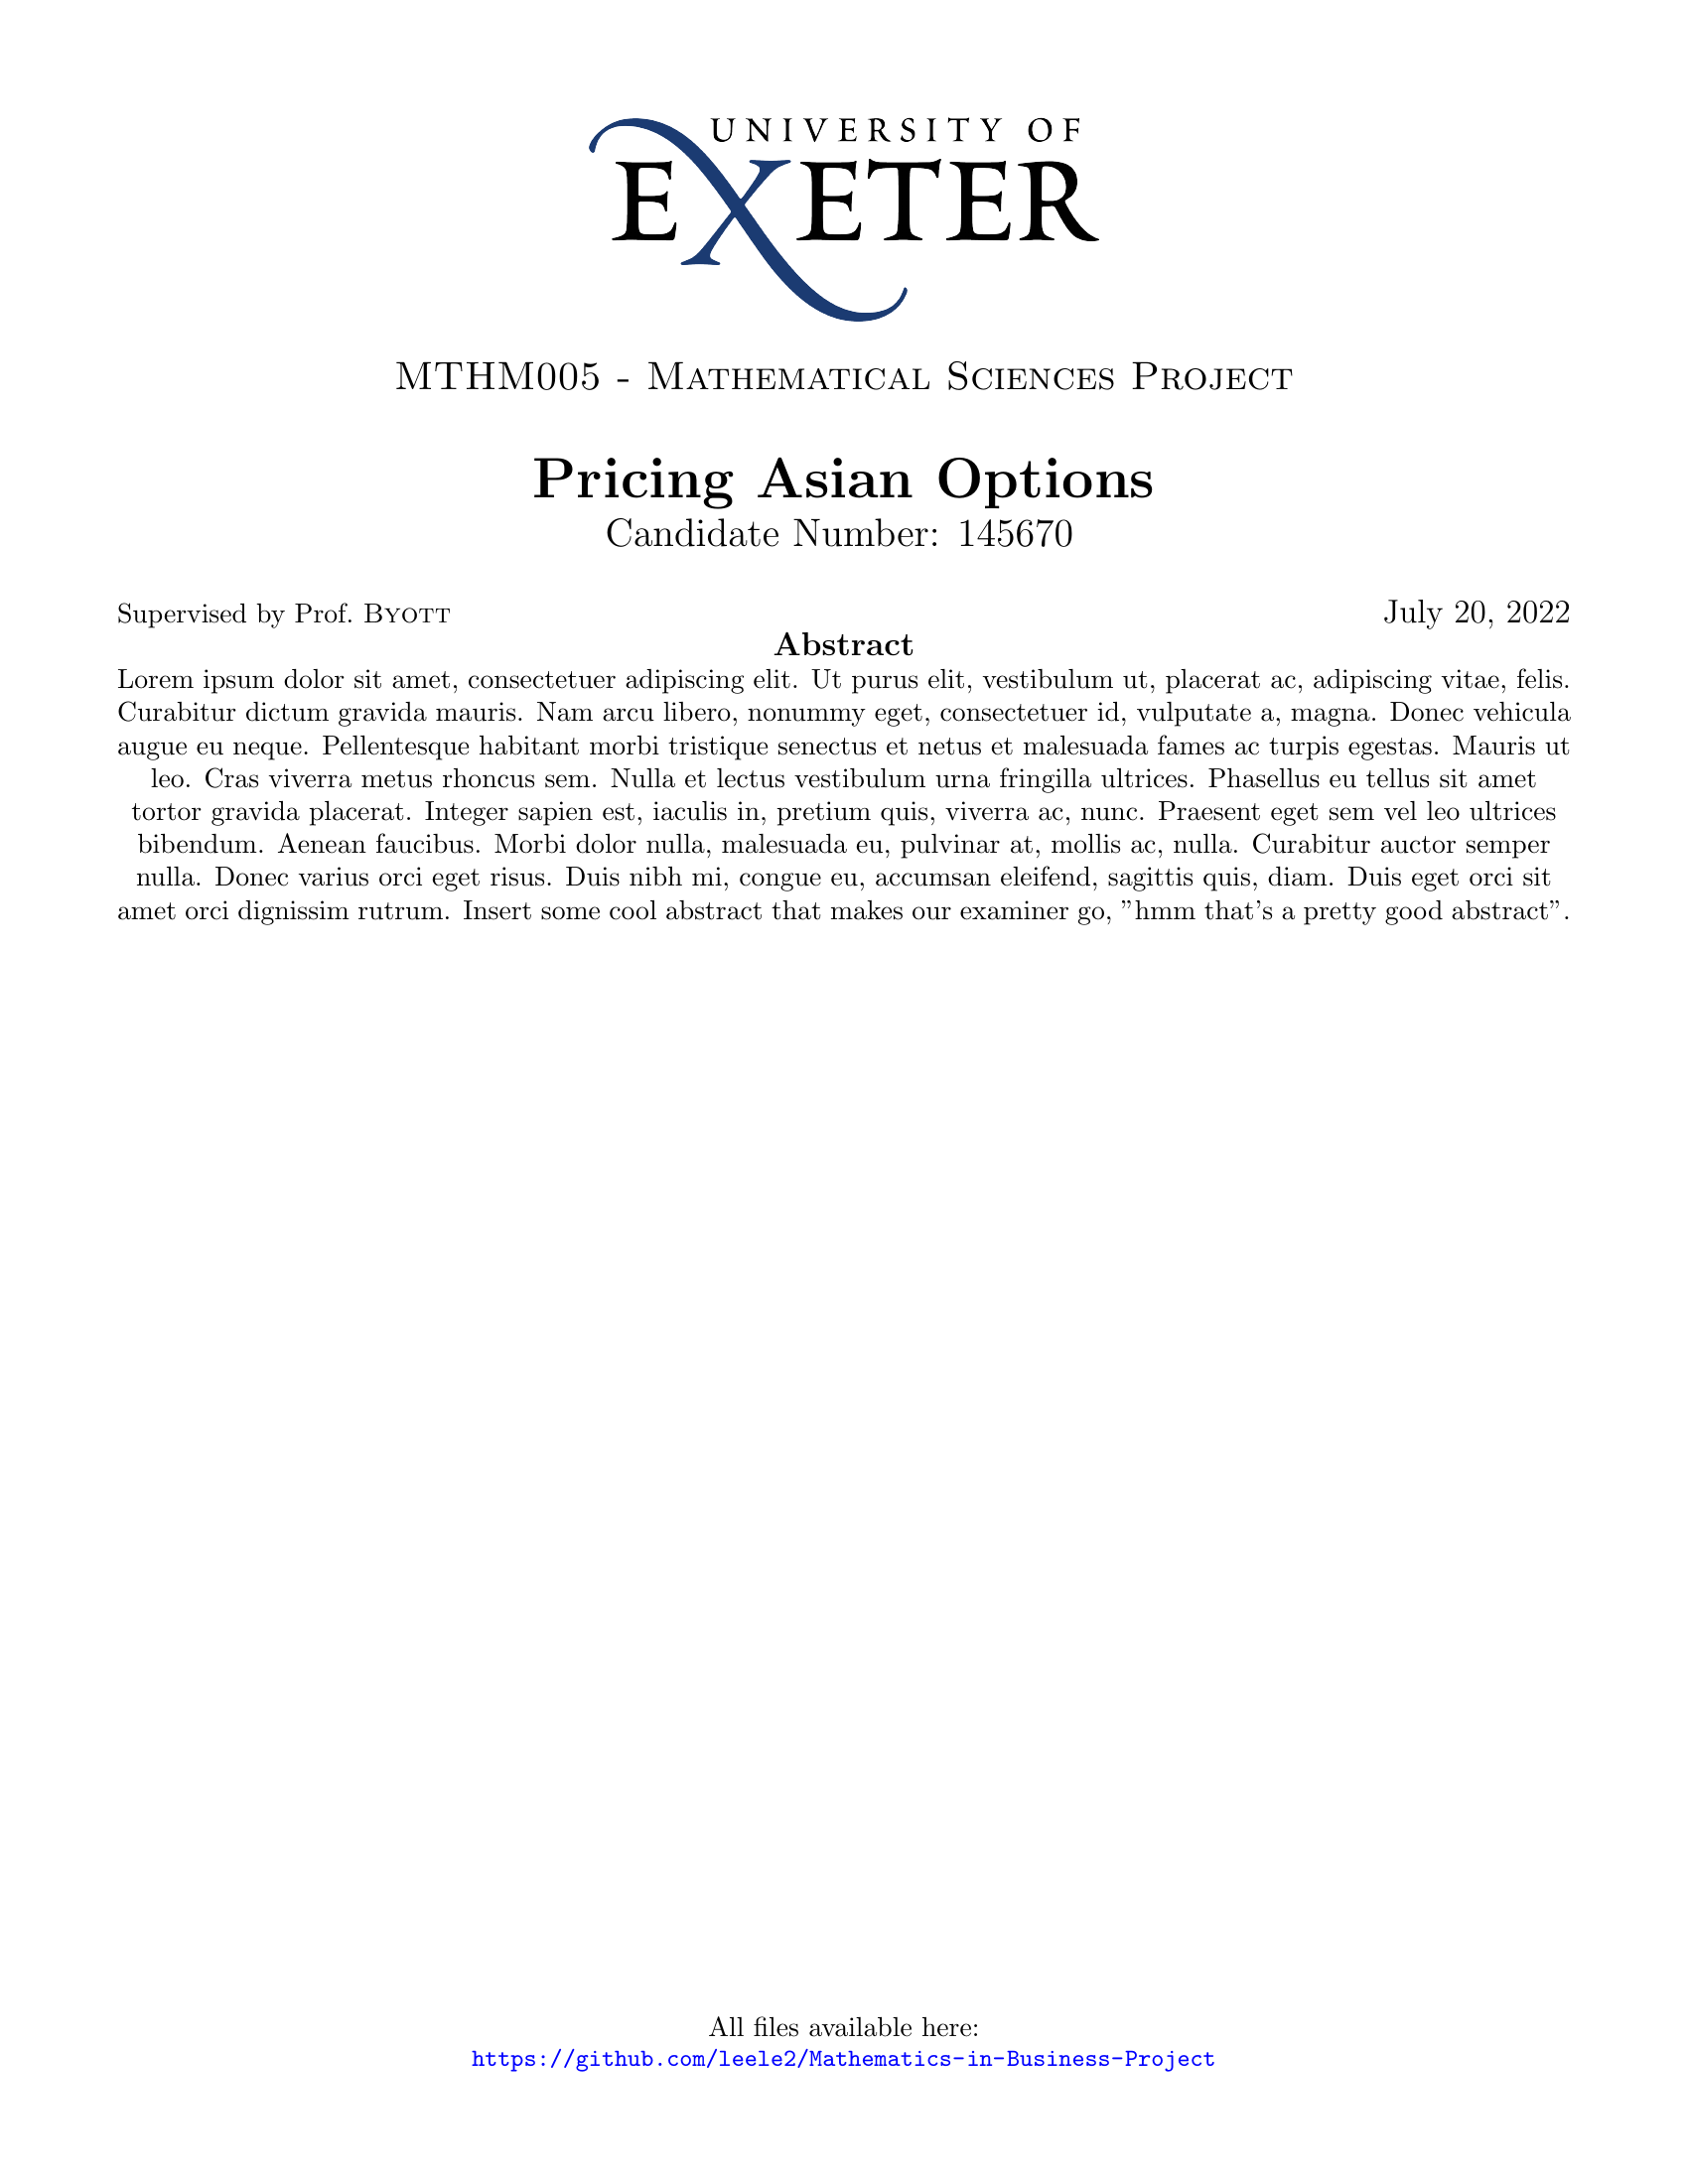 UNIVERSITY OF
EXETER
MTHM005 - Mathematical Sciences Project
Pricing Asian Options
Candidate Number: 145670
Supervised by Prof. Byott
July 20, 2022
Abstract
Lorem ipsum dolor sit amet, consectetuer adipiscing elit. Ut purus elit, vestibulum ut, placerat ac, adipiscing vitae, felis.
Curabitur dictum gravida mauris. Nam arcu libero, nonummy eget, consectetuer id, vulputate a, magna. Donec vehicula
augue eu neque. Pellentesque habitant morbi tristique senectus et netus et malesuada fames ac turpis egestas. Mauris ut
leo. Cras viverra metus rhoncus sem. Nulla et lectus vestibulum urna fringilla ultrices. Phasellus eu tellus sit amet
tortor gravida placerat. Integer sapien est, iaculis in, pretium quis, viverra ac, nunc. Praesent eget sem vel leo ultrices
bibendum. Aenean faucibus. Morbi dolor nulla, malesuada eu, pulvinar at, mollis ac, nulla. Curabitur auctor semper
nulla. Donec varius orci eget risus. Duis nibh mi, congue eu, accumsan eleifend, sagittis quis, diam. Duis eget orci sit
amet orci dignissim rutrum. Insert some cool abstract that makes our examiner go, ”hmm that’s a pretty good abstract”.
All files available here:
https://github.com/leele2/Mathematics-in-Business-Project